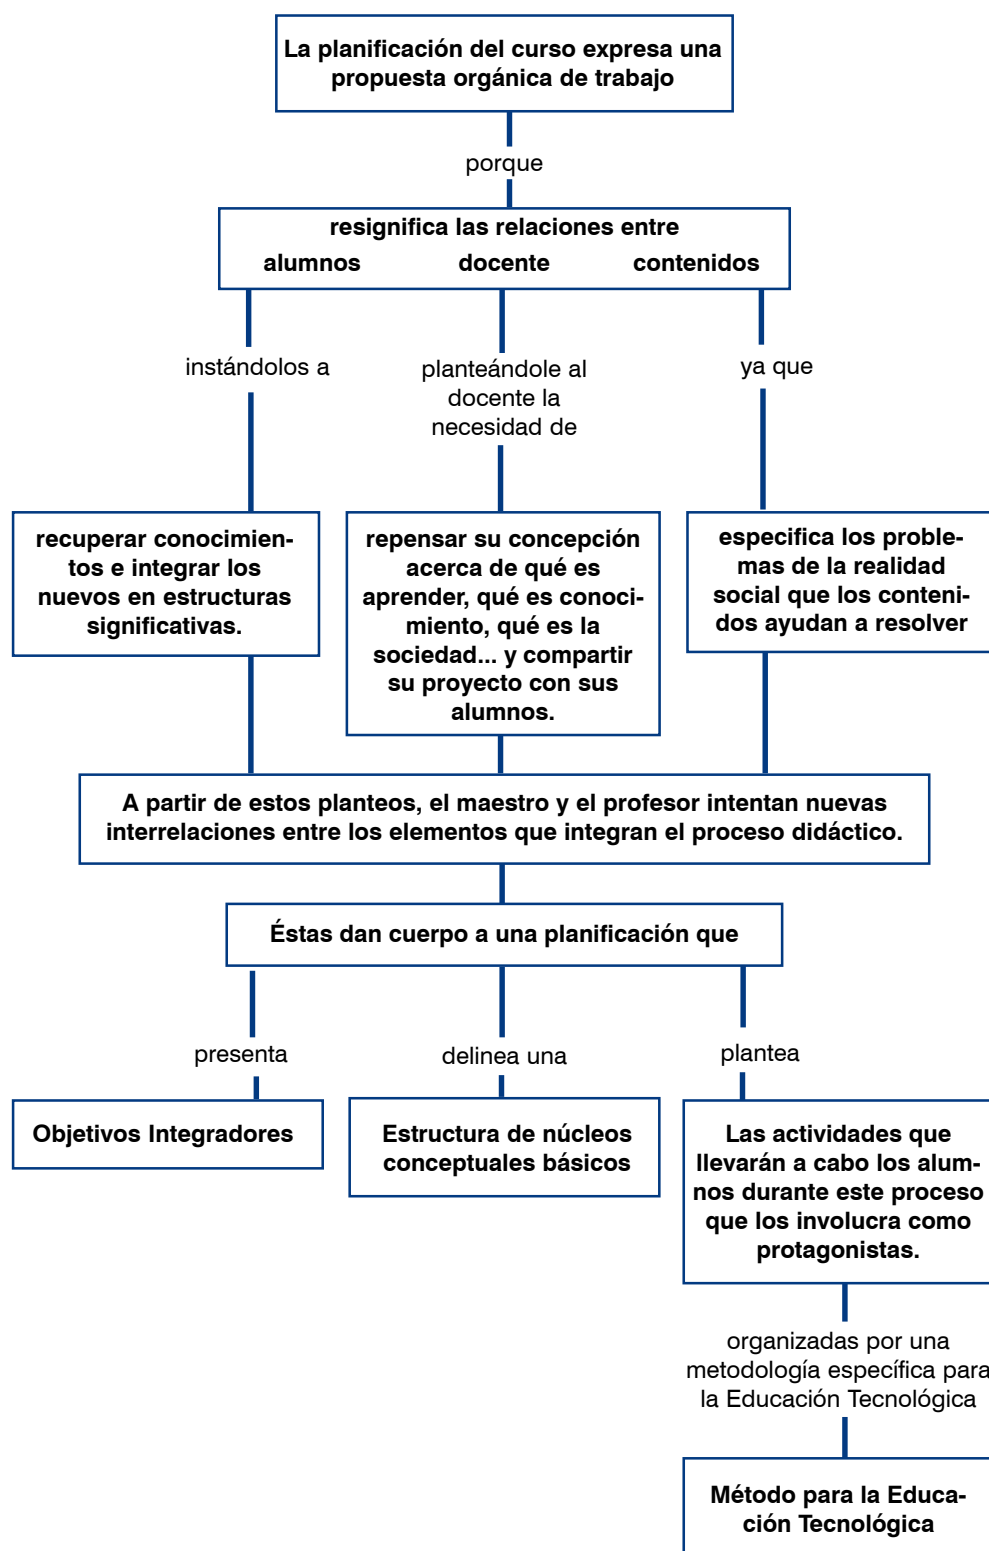 La planificación del curso expresa una
propuesta orgánica de trabajo
porque
resignifica las relaciones entre
alumnos docente contenidos
instándolos a
planteándole al
docente la
necesidad de
ya que
recuperar conocimien-
tos e integrar los
nuevos en estructuras
significativas.
repensar su concepción
acerca de qué es
aprender, qué es conoci-
miento, qué es la
sociedad... y compartir
su proyecto con sus
alumnos.
especifica los proble-
mas de la realidad
social que los conteni-
dos ayudan a resolver
A partir de estos planteos, el maestro y el profesor intentan nuevas
interrelaciones entre los elementos que integran el proceso didáctico.
Éstas dan cuerpo a una planificación que
presenta
delinea una
plantea
Objetivos Integradores
Estructura de núcleos
conceptuales básicos
Las actividades que
llevarán a cabo los alum-
nos durante este proceso
que los involucra como
protagonistas.
organizadas por una
metodología específica para
la Educación Tecnológica
Método para la Educa-
ción Tecnológica